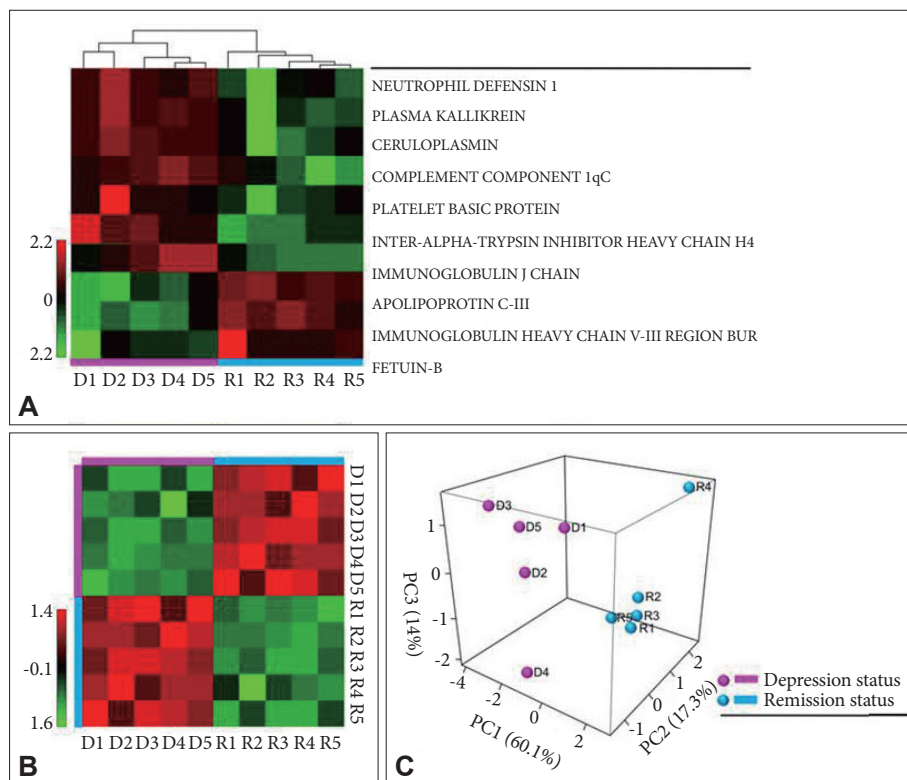 A
NEUTROPHIL DEFENSIN 1
PLASMA KALLIKREIN
CERULOPLASMIN
COMPLEMENT COMPONENT 1qC
PLATELET BASIC PROTEIN
INTER-ALPHA-TRYPSIN INHIBITOR HEAVY CHAIN H4
IMMUNOGLOBULIN J CHAIN
APOLIPOPROTIN C-III
IMMUNOGLOBULIN HEAVY CHAIN V-III REGION BUR
FETUIN-B
2.2
0
2.2
D1 D2 D3 D4 D5 R1 R2 R3 R4 R5
B
D1
D2
D3
D4
D5
R1
R2
R3
R4
R5
1.4
-0.1
1.6
D1 D2 D3 D4 D5 R1 R2 R3 R4 R5
C
PC3 (14%)
1
0
-1
-2
-4
-2
0
2
PC1 (60.1%)
-1
0
1
2
PC2 (17.3%)
R4
D3
D5
D1
D2
R2
R5
R3
R1
D4
Depression status
Remission status